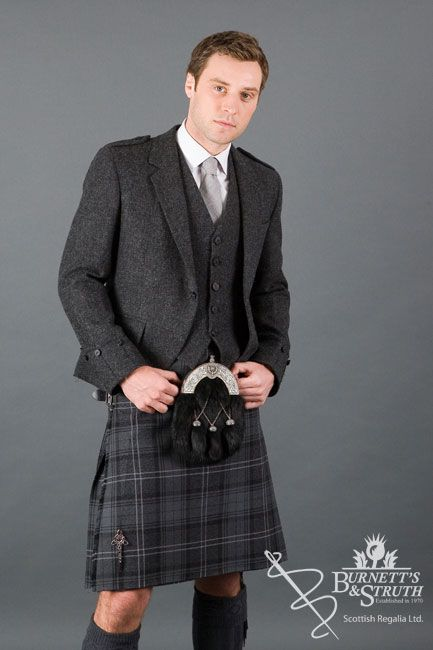 BURNETT'S
& STRUTH
Established in 1970
Scottish Regalia Ltd.